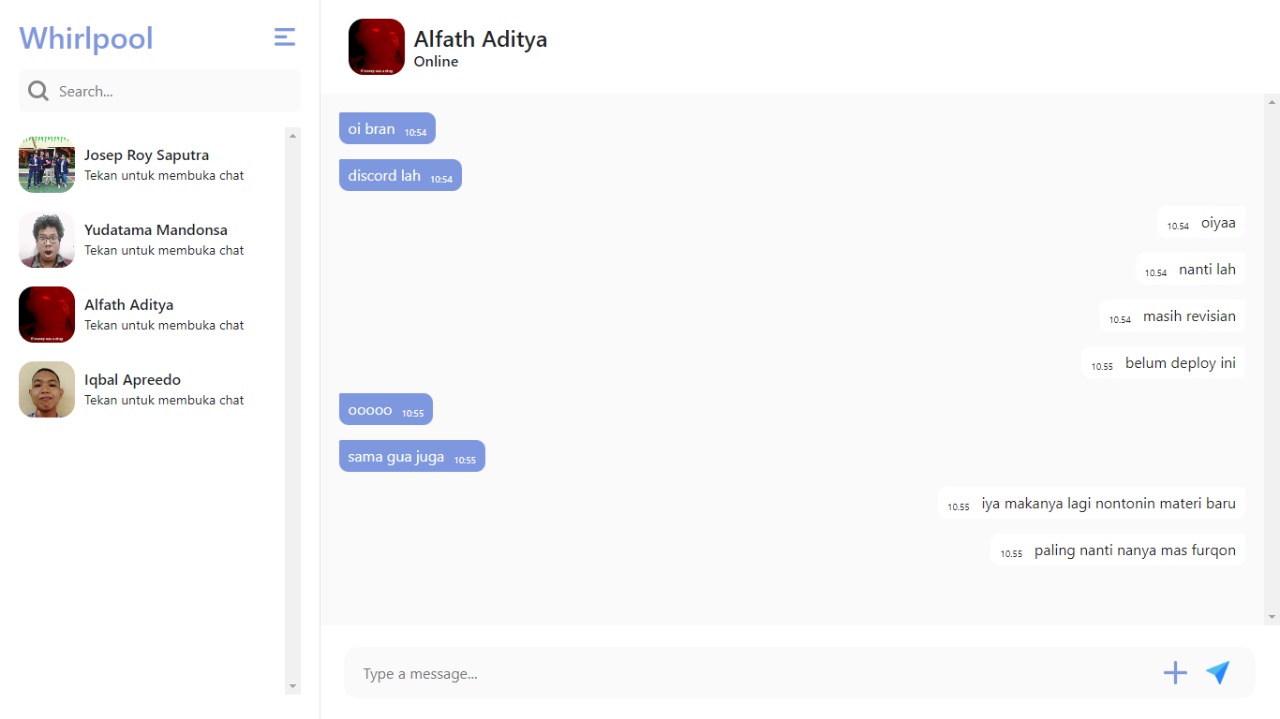 Whirlpool
Search...
Josep Roy Saputra
Tekan untuk membuka chat
Yudatama Mandonsa
Tekan untuk membuka chat
Alfath Aditya
Tekan untuk membuka chat
Iqbal Apreedo
Tekan untuk membuka chat
Alfath Aditya
Online
oi bran 10:54
discord lah 10:54
10.54 oiyaa
10.54 nanti lah
10.54 masih revisian
10.55 belum deploy ini
ooooo 10:55
sama gua juga 10:55
10.55 iya makanya lagi nontonin materi baru
10.55 paling nanti nanya mas furqon
Type a message...